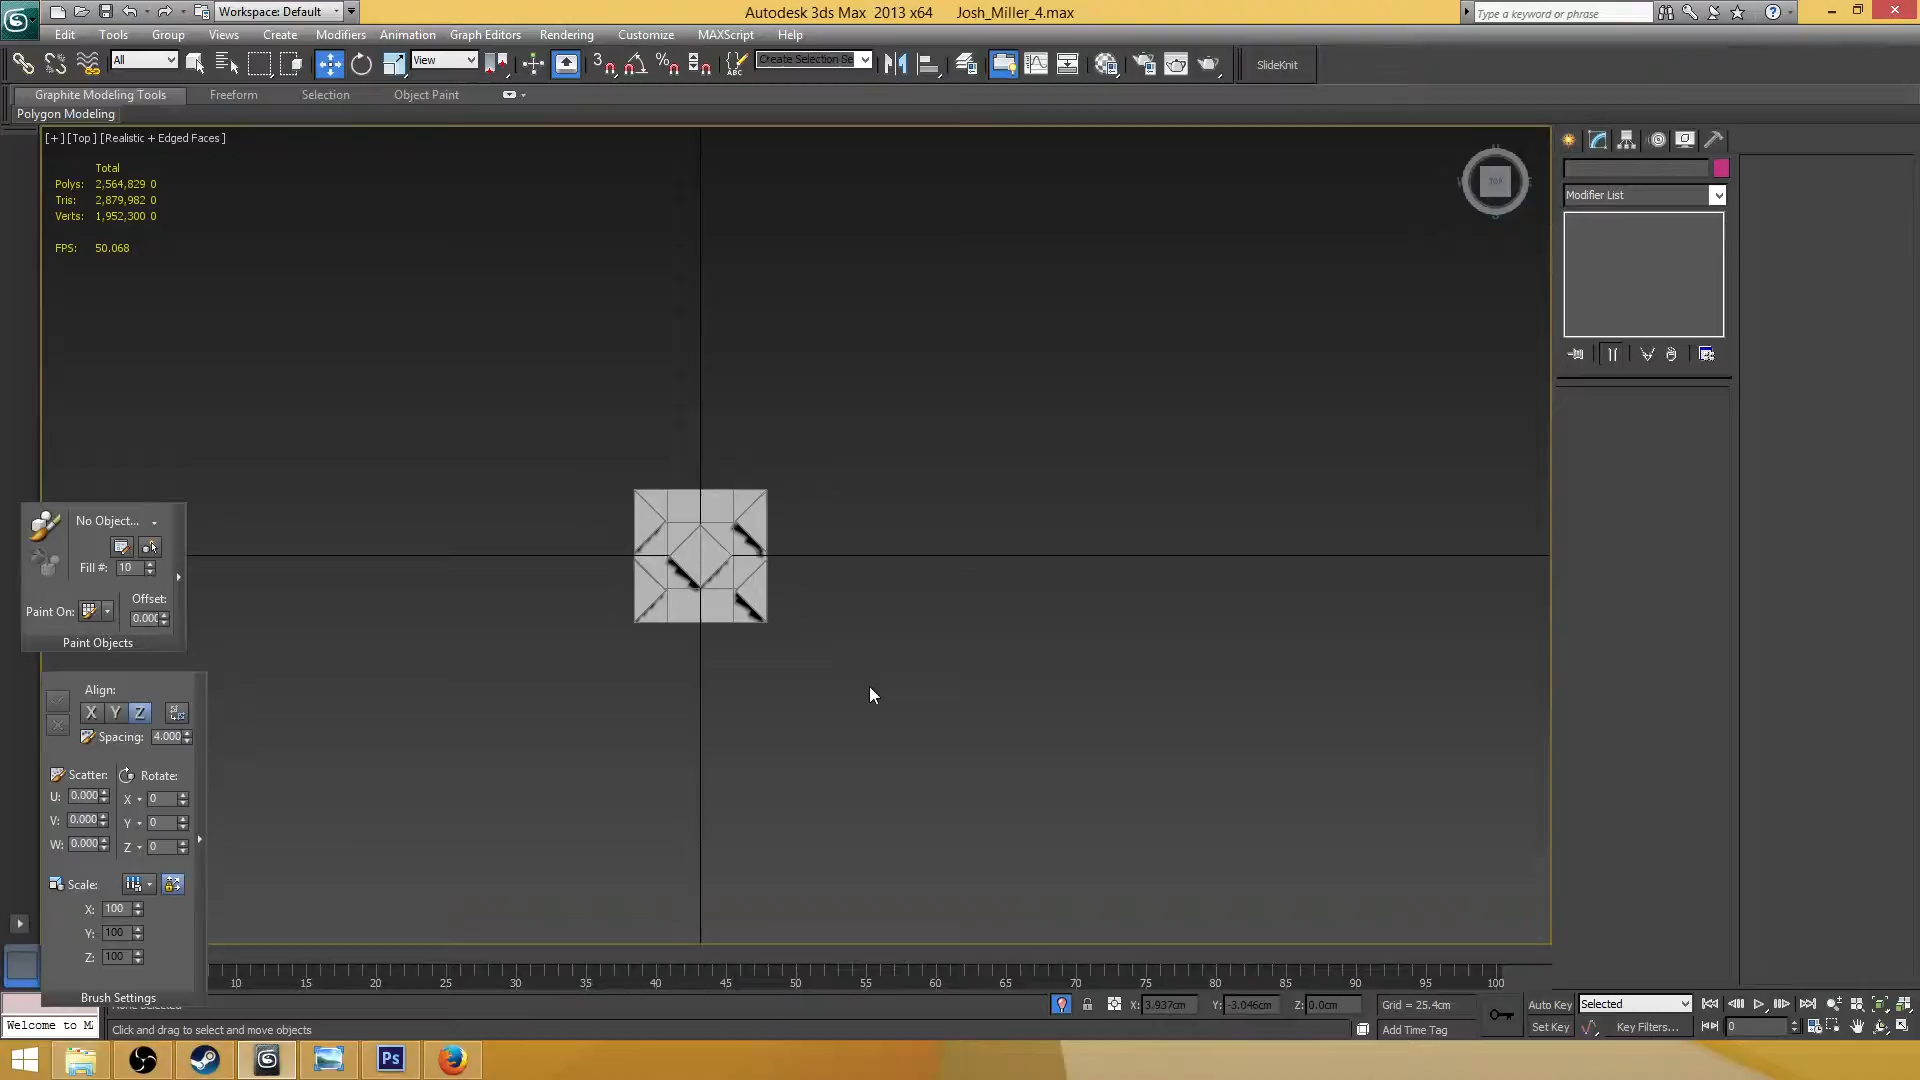 Workspace: Default
Autodesk 3ds Max 2013 x64 Josh_Miller_4.max
Type a keyword or phrase
Edit Tools Group Views Create Modifiers Animation Graph Editors Rendering Customize MAXScript Help
All
View
Create Selection Se
SlideKnit
Graphite Modeling Tools Freeform Selection Object Paint
Polygon Modeling
[+] [Top] [Realistic + Edged Faces]
Total
Polys: 2,564,829 0
Tris: 2,879,982 0
Verts: 1,952,300 0
FPS: 50.068
TOP
Modifier List
No Object...
Fill #: 10
Offset:
Paint On: 0.000
Paint Objects
Align:
X Y Z
Spacing: 4.000
Scatter: Rotate:
U: 0.000 X 0
V: 0.000 Y 0
W: 0.000 Z 0
Scale:
X: 100
Y: 100
Z: 100
Brush Settings
10 15 20 25 30 35 40 45 50 55 60 65 70 75 80 85 90 95 100
X: 3.937cm Y: -3.046cm Z: 0.0cm Grid = 25.4cm Auto Key Selected
Welcome to M
Click and drag to select and move objects
Add Time Tag Set Key Key Filters... 0
Ps